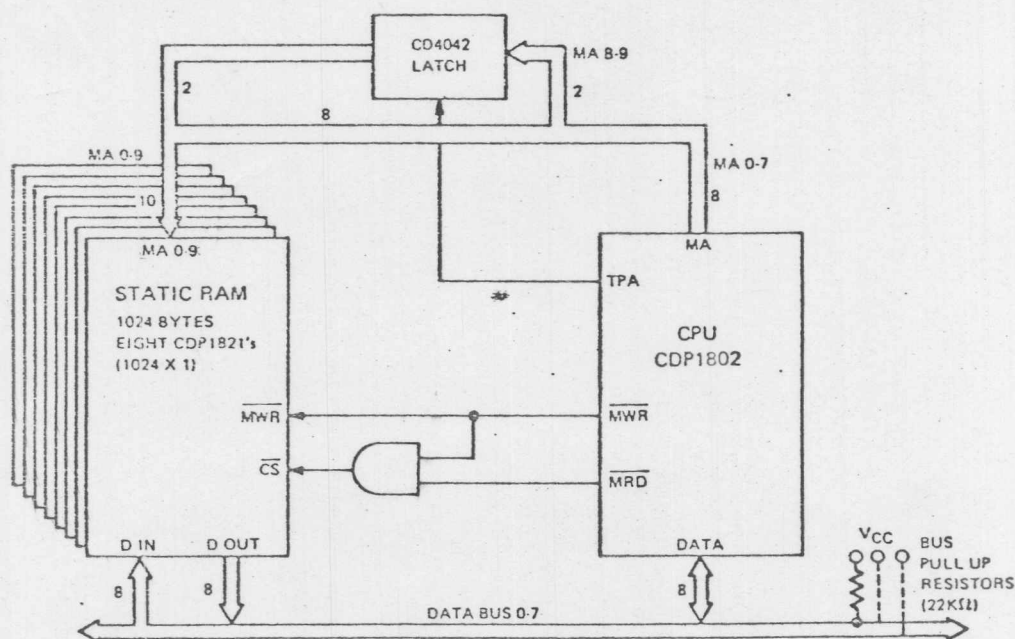 CD4042
LATCH
MA 8-9
2
2
8
MA 0-9
MA 0-7
8
10
MA 0-9
MA
STATIC RAM
1024 BYTES
EIGHT CDP1821's
(1024 X 1)
TPA
CPU
CDP1802
MWR
MWR
CS
MRD
D IN
D OUT
DATA
VCC
BUS
PULL UP
RESISTORS
(22KΩ)
8
8
8
DATA BUS 0-7